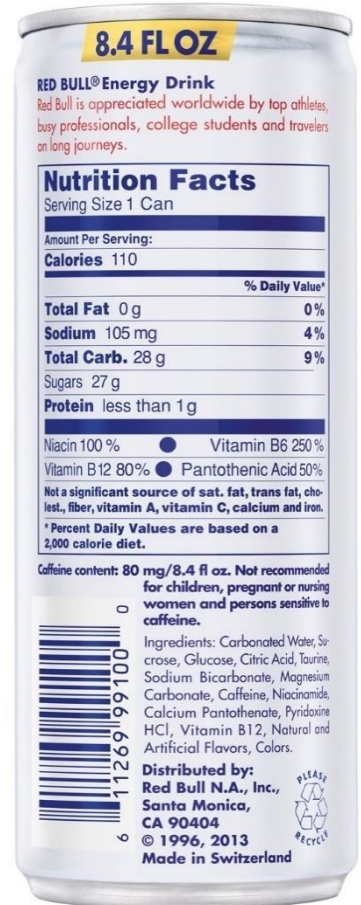 8.4 FL OZ
RED BULL® Energy Drink
Red Bull is appreciated worldwide by top athletes,
busy professionals, college students and travelers
on long journeys.
Nutrition Facts
Serving Size 1 Can
Amount Per Serving:
Calories 110
% Daily Value*
Total Fat 0 g 0%
Sodium 105 mg 4%
Total Carb. 28 g 9%
Sugars 27 g
Protein less than 1 g
Niacin 100 % ● Vitamin B6 250 %
Vitamin B12 80% ● Pantothenic Acid 50%
Not a significant source of sat. fat, trans fat, cho-
lest., fiber, vitamin A, vitamin C, calcium and iron.
* Percent Daily Values are based on a
2,000 calorie diet.
Caffeine content: 80 mg/8.4 fl oz. Not recommended
for children, pregnant or nursing
women and persons sensitive to
caffeine.
Ingredients: Carbonated Water, Su-
crose, Glucose, Citric Acid, Taurine,
Sodium Bicarbonate, Magnesium
Carbonate, Caffeine, Niacinamide,
Calcium Pantothenate, Pyridoxine
HCl, Vitamin B12, Natural and
Artificial Flavors, Colors.
Distributed by:
Red Bull N.A., Inc.,
Santa Monica,
CA 90404
© 1996, 2013
Made in Switzerland
PLEASE
RECYCLE
6 11269 99100 0